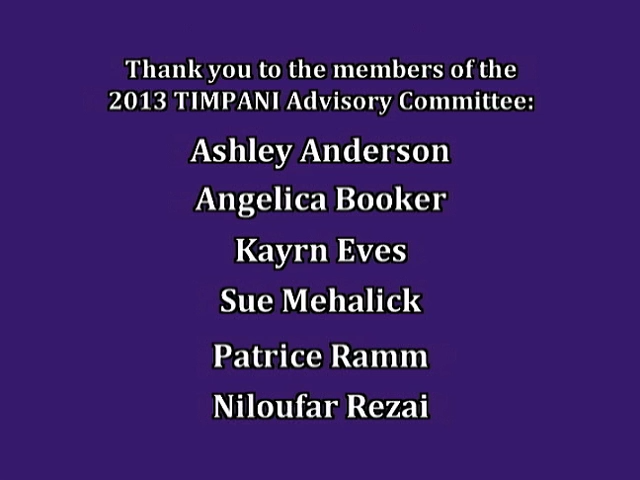 Thank you to the members of the
2013 TIMPANI Advisory Committee:
Ashley Anderson
Angelica Booker
Kayrn Eves
Sue Mehalick
Patrice Ramm
Niloufar Rezai